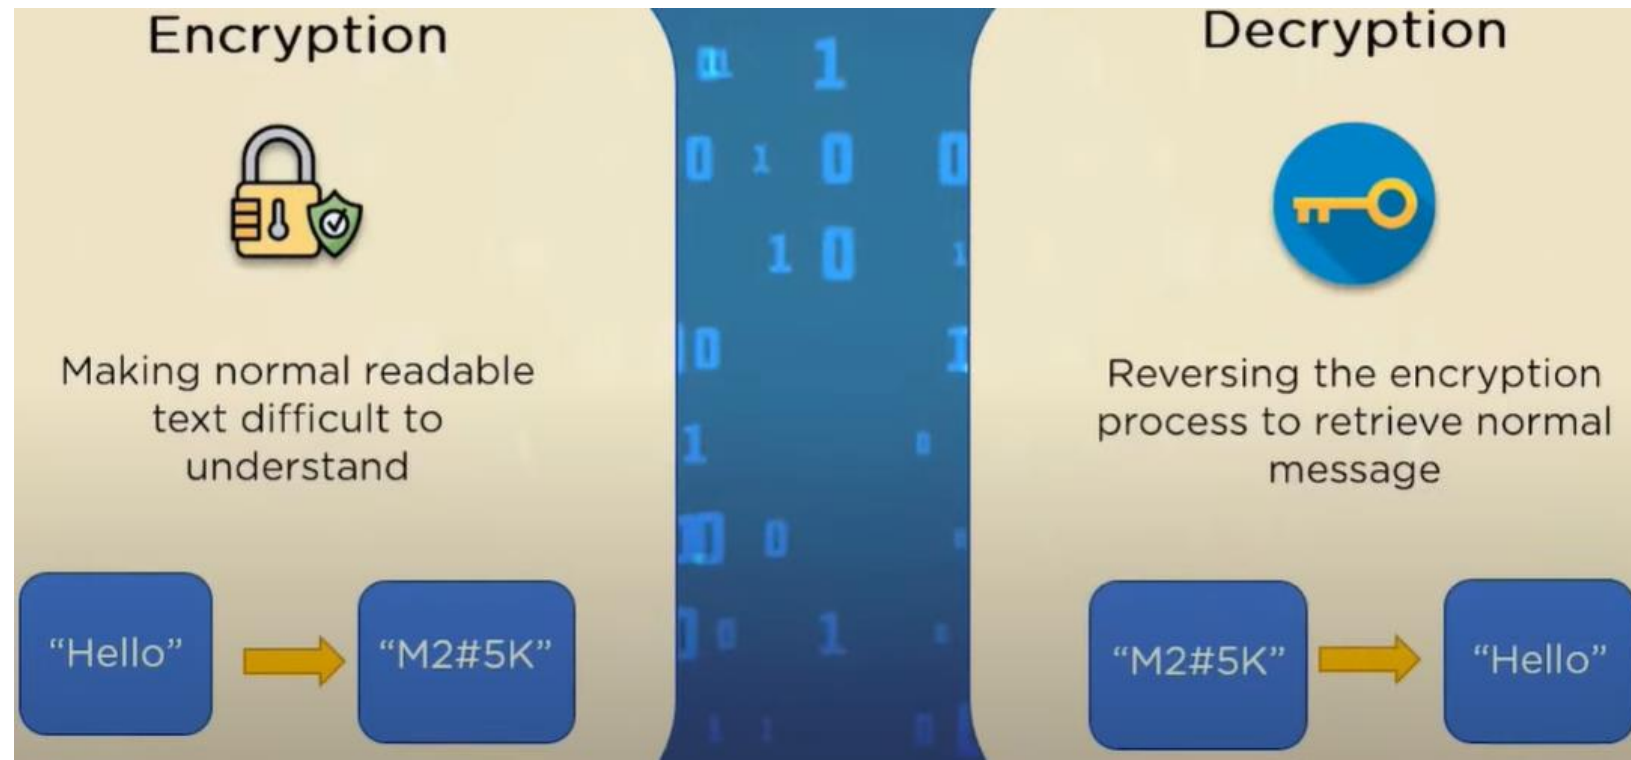 Encryption
Making normal readable
text difficult to
understand
“Hello”
“M2#5K”
Decryption
Reversing the encryption
process to retrieve normal
message
“M2#5K”
“Hello”